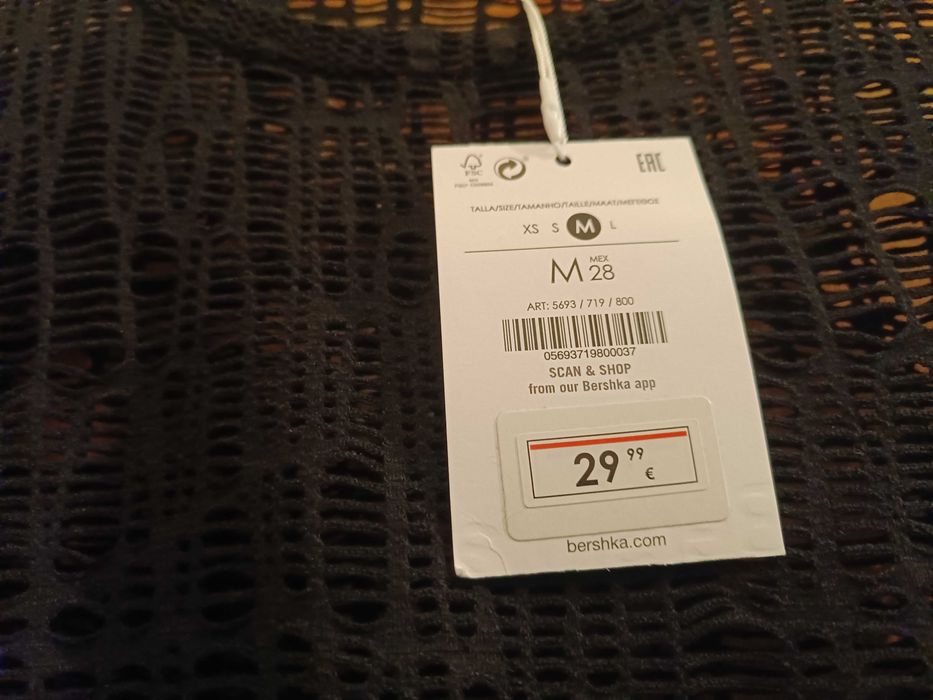 FSC
EAC
TALLA/SIZE/TAMANHO/TAILLE/MAAT/ΜΕΓΕΘΟΣ
XS S M L
M MEX 28
ART: 5693 / 719 / 800
05693719800037
SCAN & SHOP
from our Bershka app
29 99 €
bershka.com